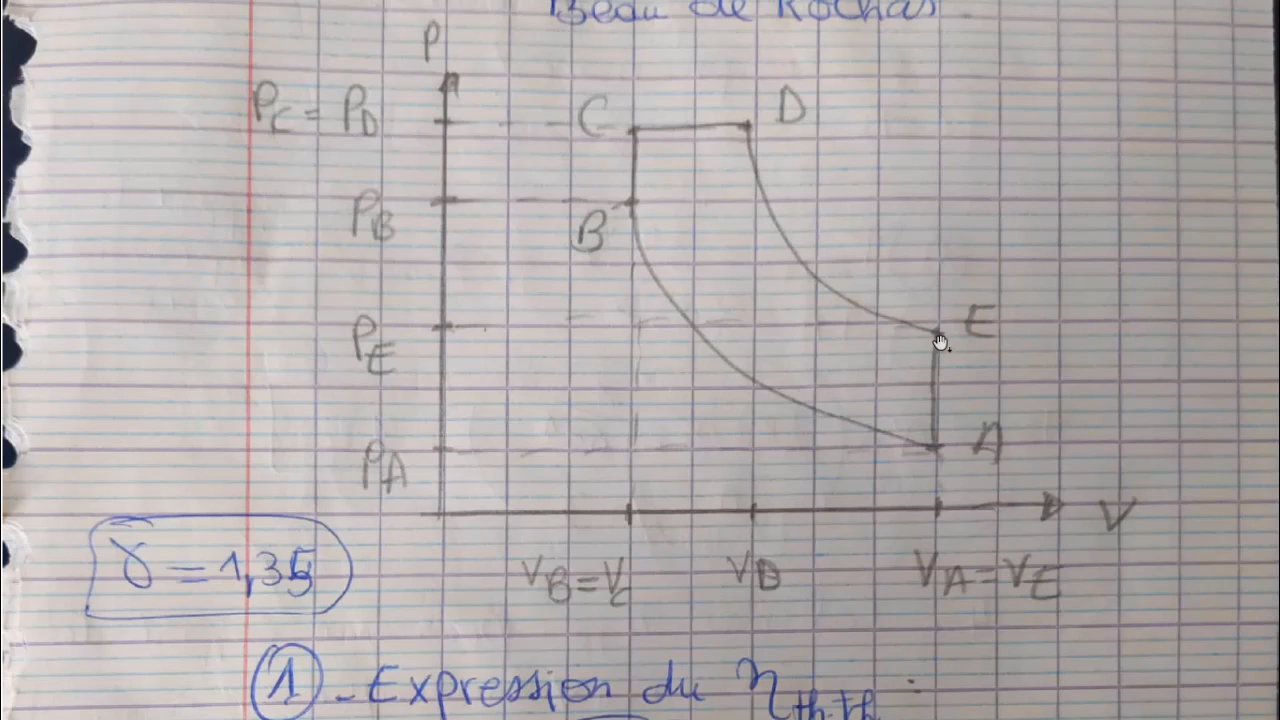 Beau de Rochas
P
P_C = P_D
C
D
P_B
B
P_E
E
P_A
A
V
γ = 1,35
V_B = V_C
V_D
V_A = V_E
① - Expression du η_th.th :